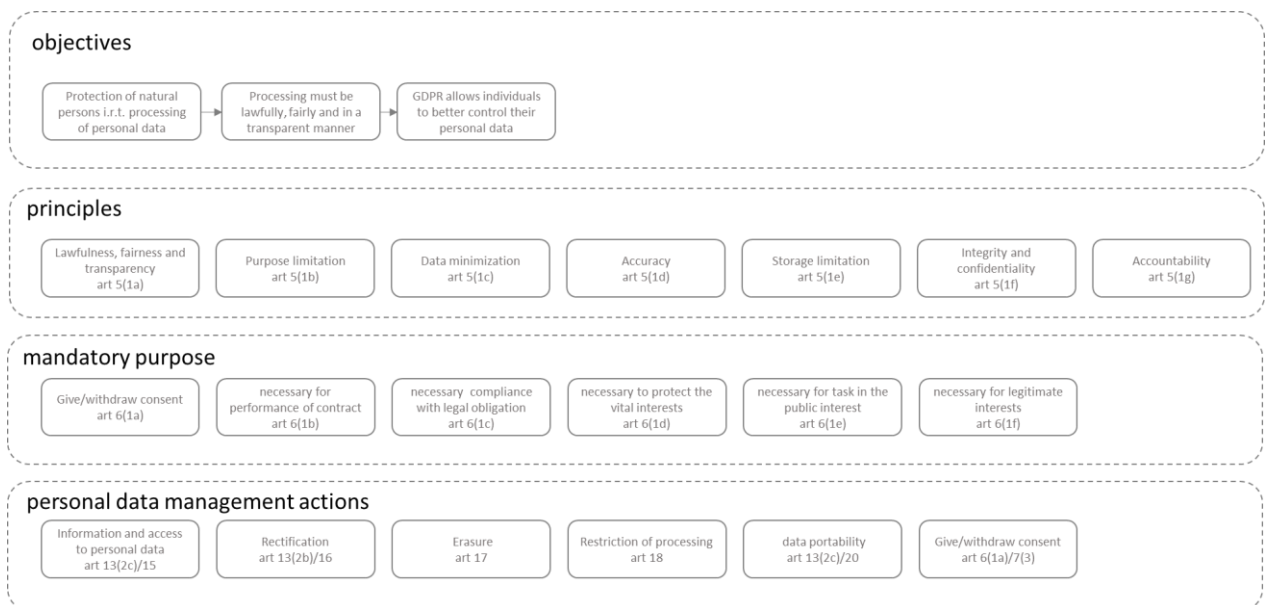 objectives
Protection of natural
persons i.r.t. processing
of personal data
Processing must be
lawfully, fairly and in a
transparent manner
GDPR allows individuals
to better control their
personal data
principles
Lawfulness, fairness and
transparency
art 5(1a)
Purpose limitation
art 5(1b)
Data minimization
art 5(1c)
Accuracy
art 5(1d)
Storage limitation
art 5(1e)
Integrity and
confidentiality
art 5(1f)
Accountability
art 5(1g)
mandatory purpose
Give/withdraw consent
art 6(1a)
necessary for
performance of contract
art 6(1b)
necessary compliance
with legal obligation
art 6(1c)
necessary to protect the
vital interests
art 6(1d)
necessary for task in the
public interest
art 6(1e)
necessary for legitimate
interests
art 6(1f)
personal data management actions
Information and access
to personal data
art 13(2c)/15
Rectification
art 13(2b)/16
Erasure
art 17
Restriction of processing
art 18
data portability
art 13(2c)/20
Give/withdraw consent
art 6(1a)/7(3)